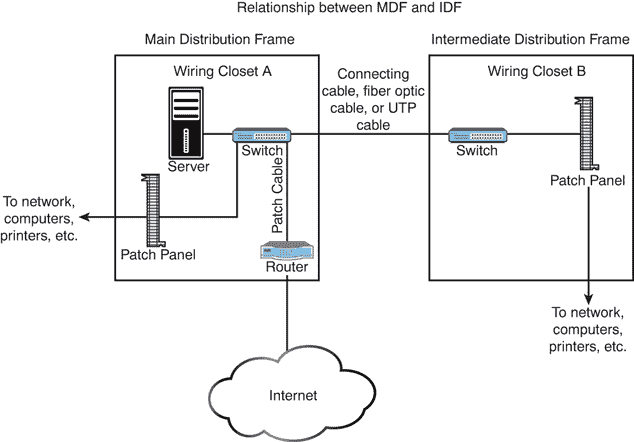 Relationship between MDF and IDF
Main Distribution Frame
Intermediate Distribution Frame
Wiring Closet A
Connecting
cable, fiber optic
cable, or UTP
cable
Wiring Closet B
Server
Switch
Patch Cable
Switch
Patch Panel
To network,
computers,
printers, etc.
Patch Panel
Router
To network,
computers,
printers, etc.
Internet